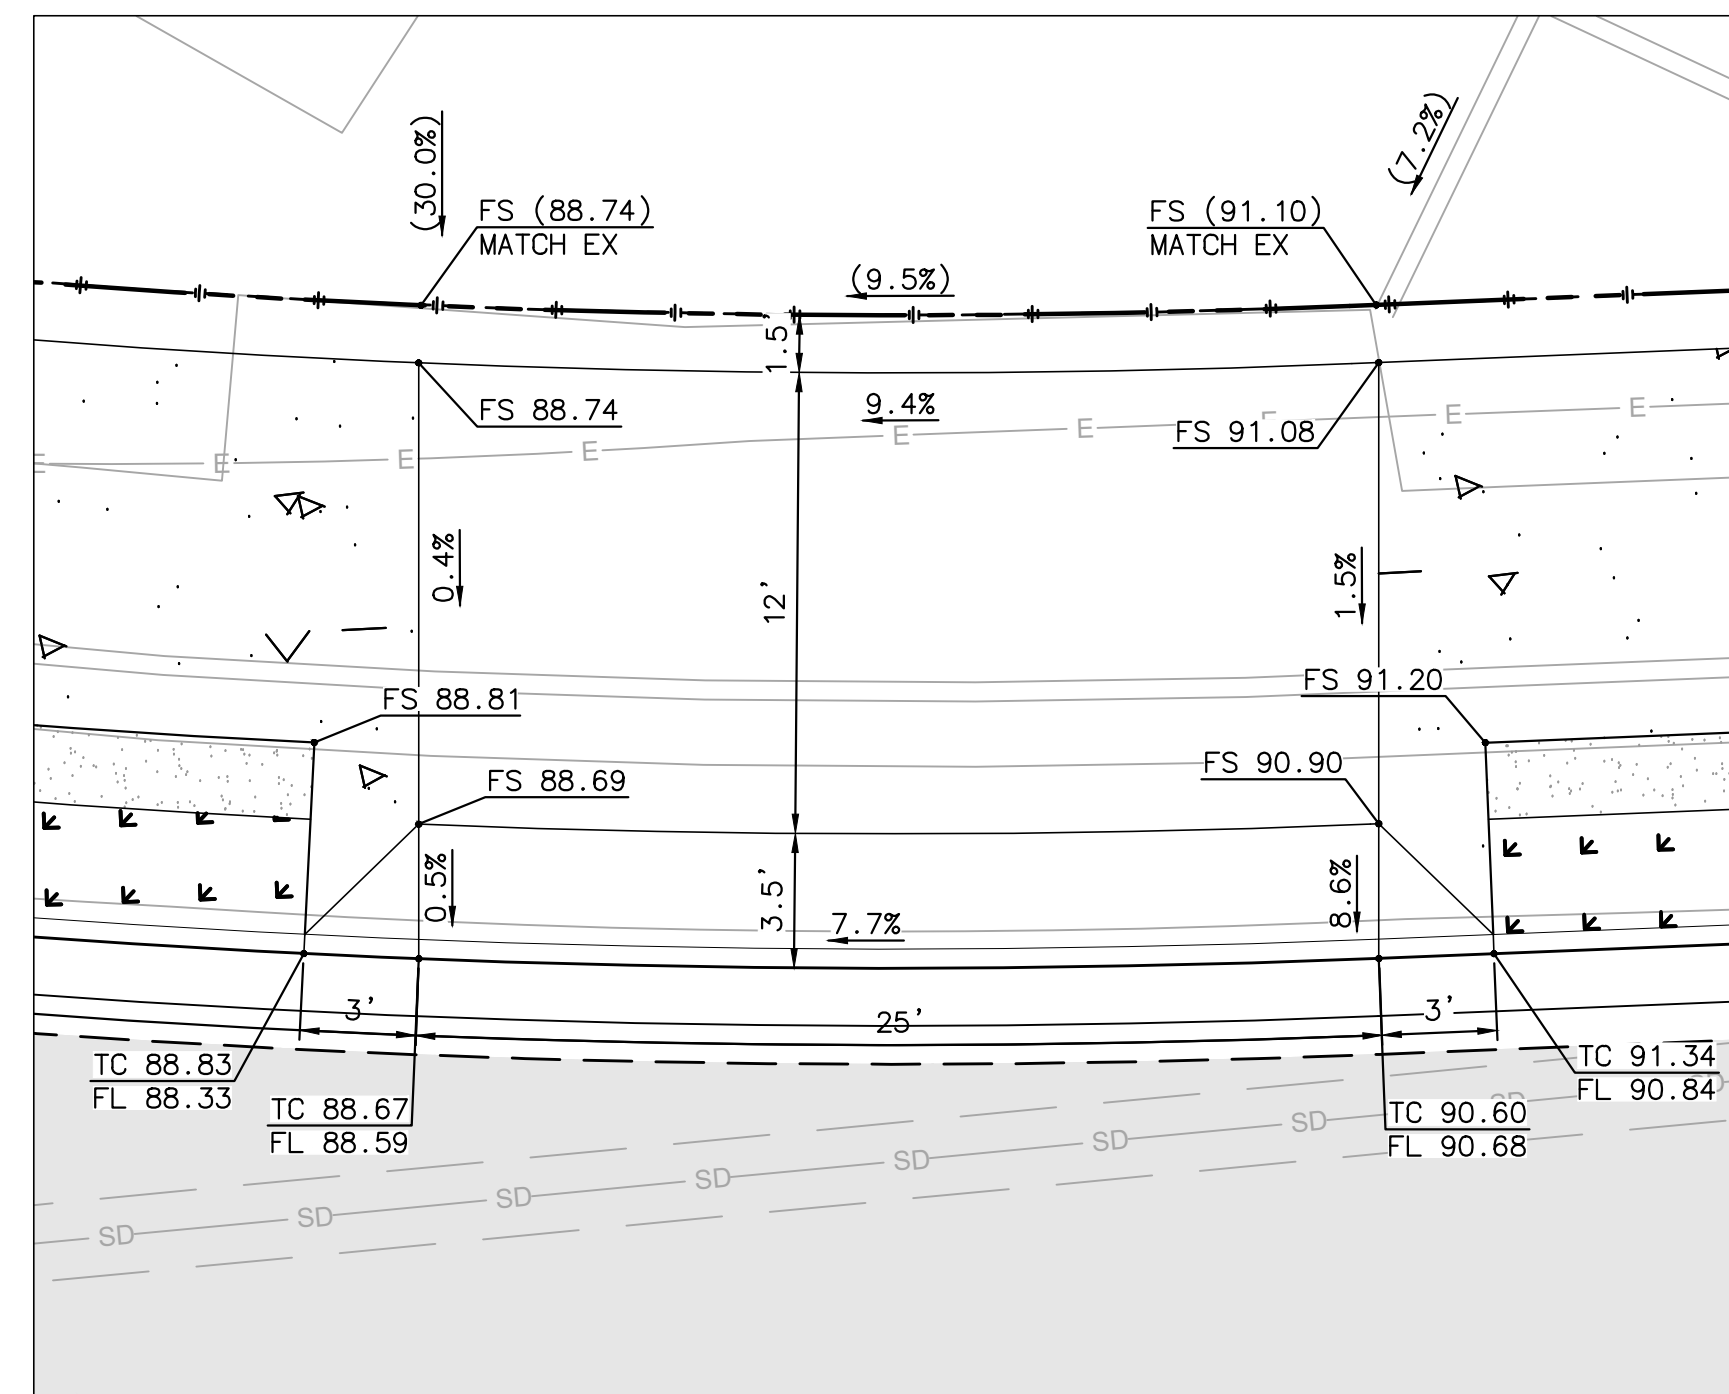 (30.0%)
(7.2%)
FS (88.74)
MATCH EX
FS (91.10)
MATCH EX
(9.5%)
1.5'
FS 88.74
9.4%
FS 91.08
E
E
E
E
E
E
E
E
0.4%
12'
1.5%
FS 88.81
FS 91.20
FS 88.69
FS 90.90
0.5%
3.5'
7.7%
8.6%
3'
25'
3'
TC 88.83
FL 88.33
TC 88.67
FL 88.59
TC 90.60
FL 90.68
TC 91.34
FL 90.84
SD
SD
SD
SD
SD
SD
SD
SD
SD